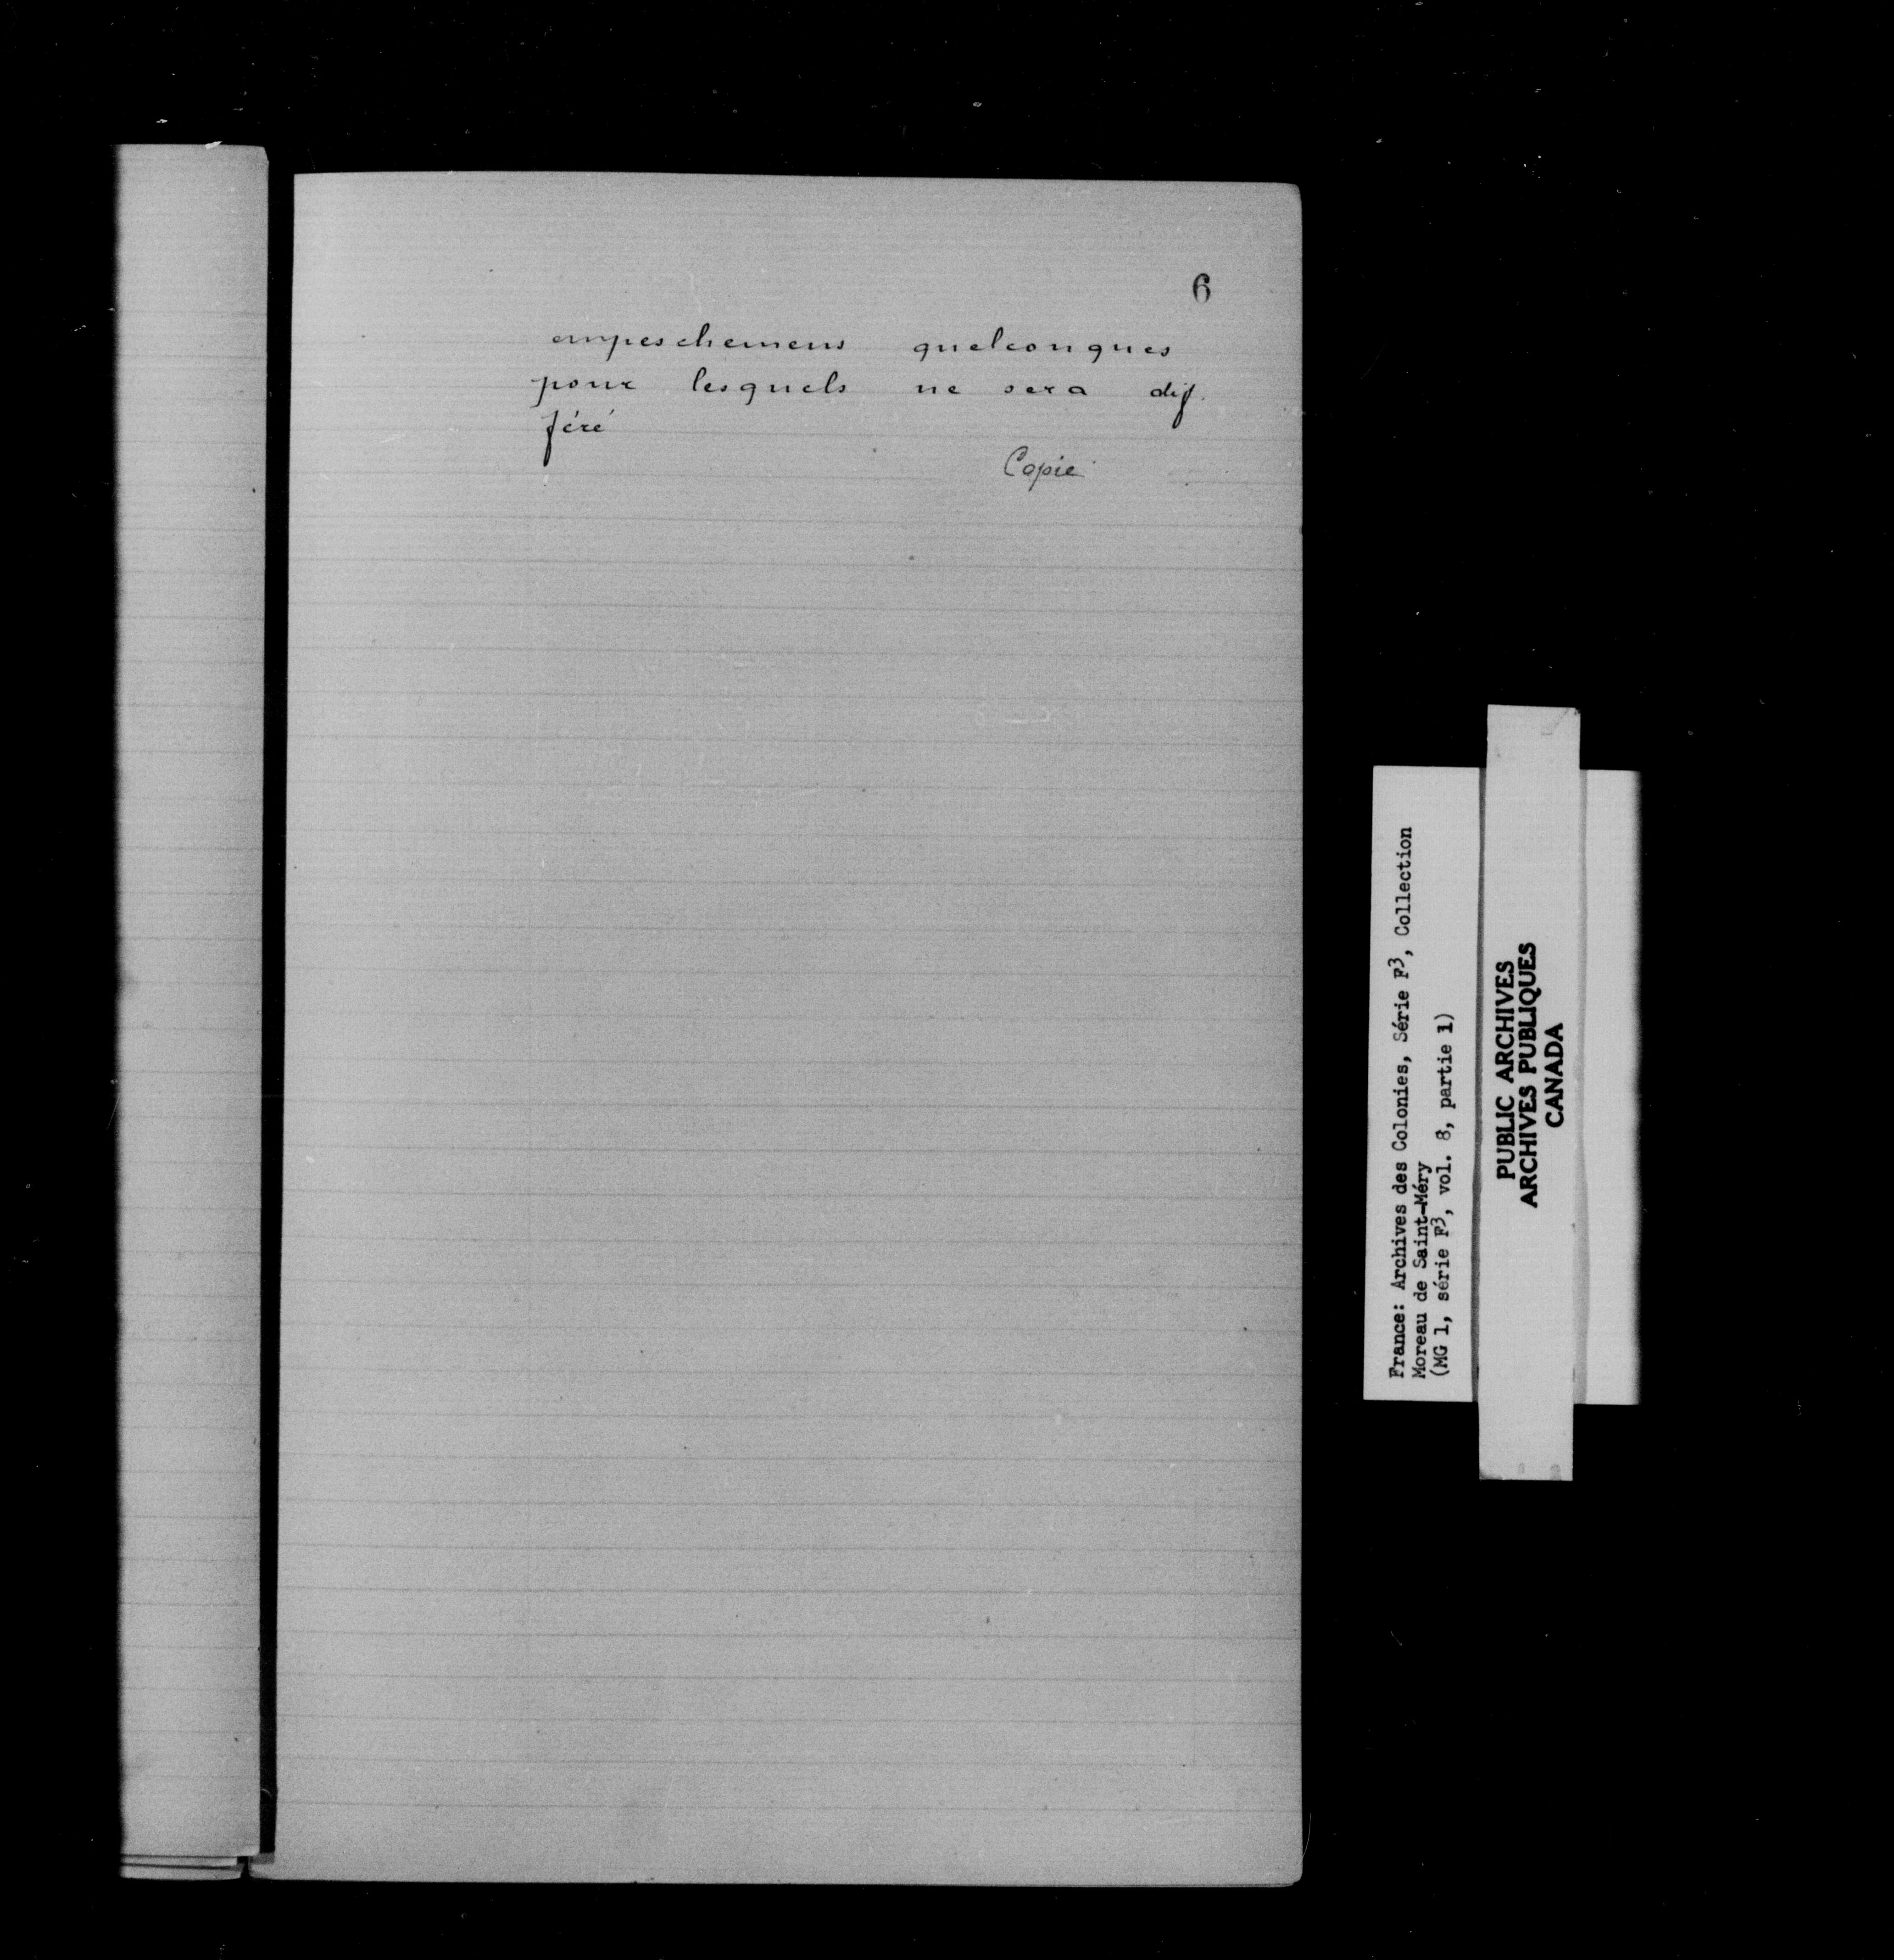 6
empeschemens quelconques
pour lesquels ne sera dif-
féré
Copie
France: Archives des Colonies, Série F3, Collection
Moreau de Saint-Méry
(MG 1, série F3, vol. 8, partie 1)
PUBLIC ARCHIVES
ARCHIVES PUBLIQUES
CANADA